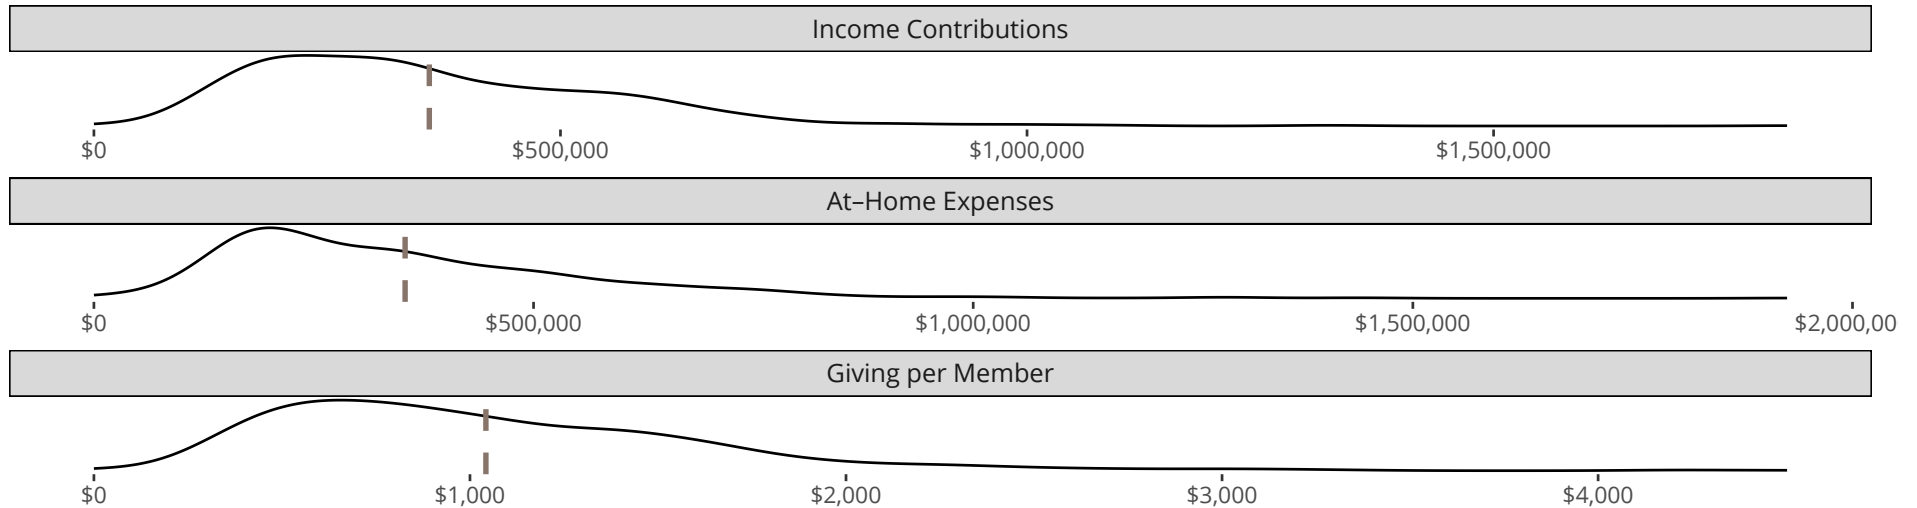 Income Contributions
$0 $500,000 $1,000,000 $1,500,000
At–Home Expenses
$0 $500,000 $1,000,000 $1,500,000 $2,000,00
Giving per Member
$0 $1,000 $2,000 $3,000 $4,000